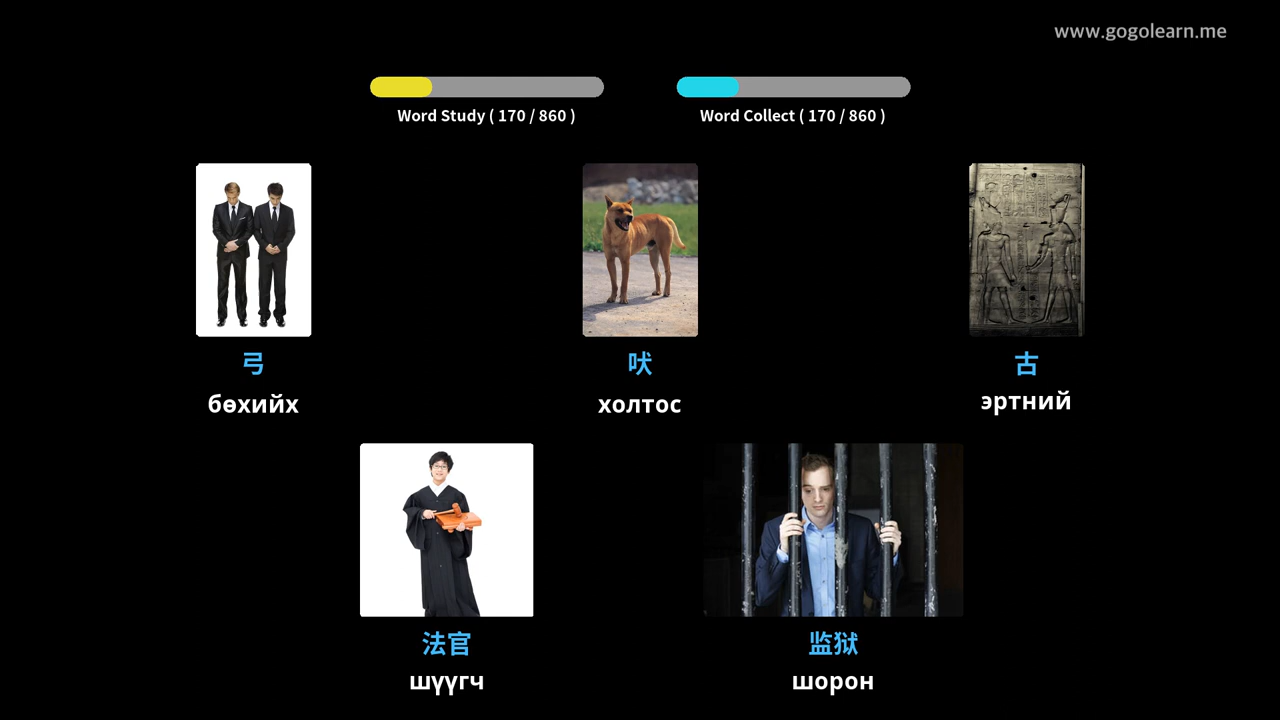 www.gogolearn.me
Word Study ( 170 / 860 )
Word Collect ( 170 / 860 )
弓
吠
古
бөхийх
холтос
эртний
法官
监狱
шүүгч
шорон